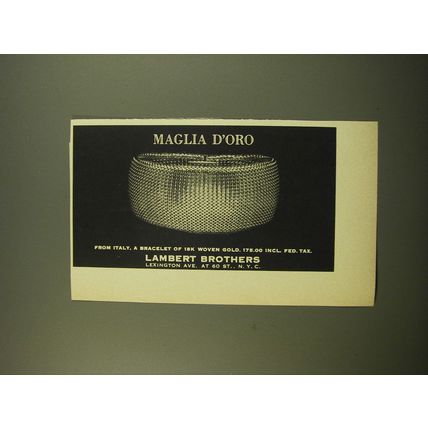 MAGLIA D'ORO
FROM ITALY, A BRACELET OF 18K WOVEN GOLD. 175.00 INCL. FED. TAX.
LAMBERT BROTHERS
LEXINGTON AVE. AT 60 ST., N.Y.C.